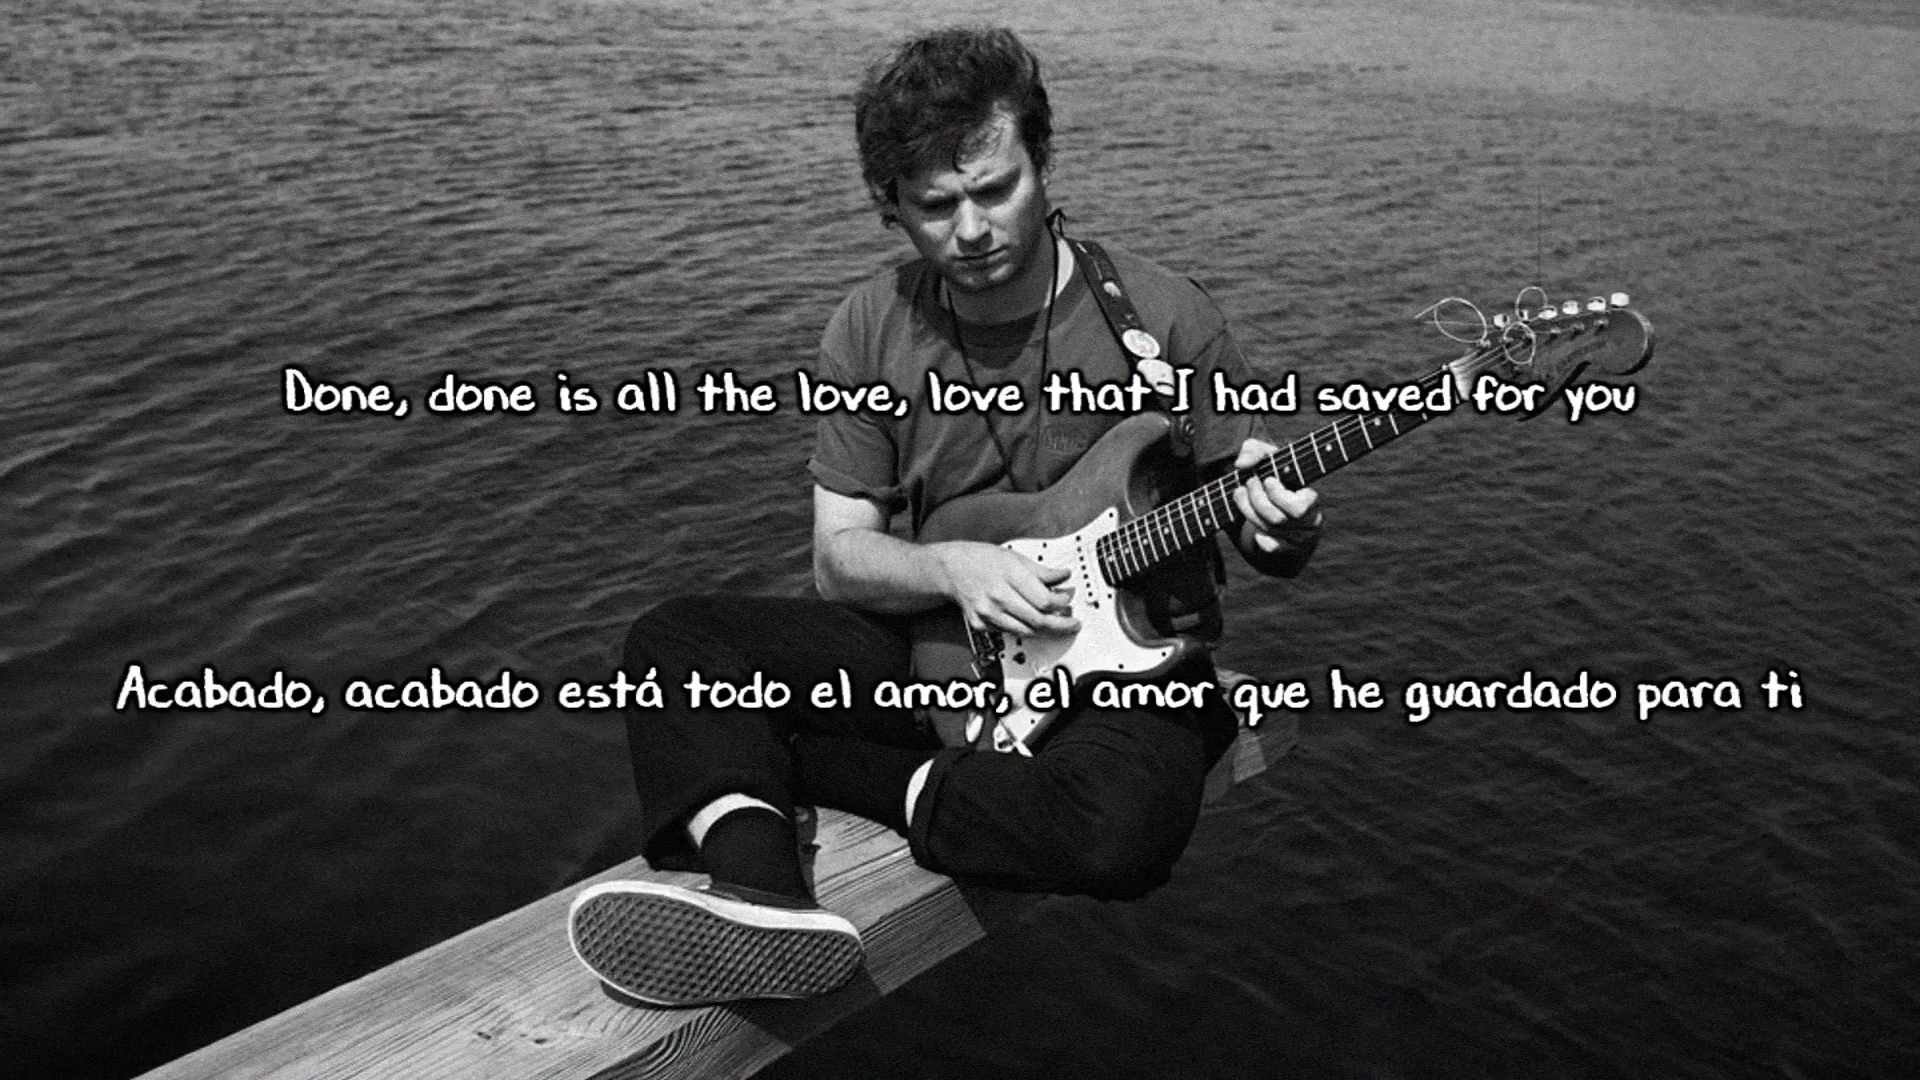 Done, done is all the love, love that I had saved for you
Acabado, acabado está todo el amor, el amor que he guardado para ti